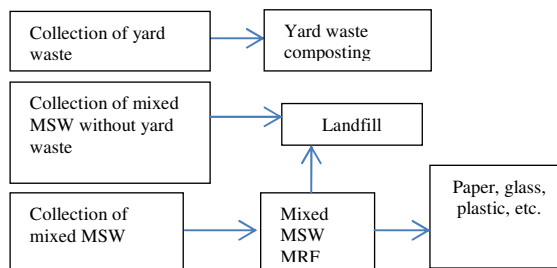 Collection of yard
waste
Yard waste
composting
Collection of mixed
MSW without yard
waste
Landfill
Collection of
mixed MSW
Mixed
MSW
MRF
Paper, glass,
plastic, etc.